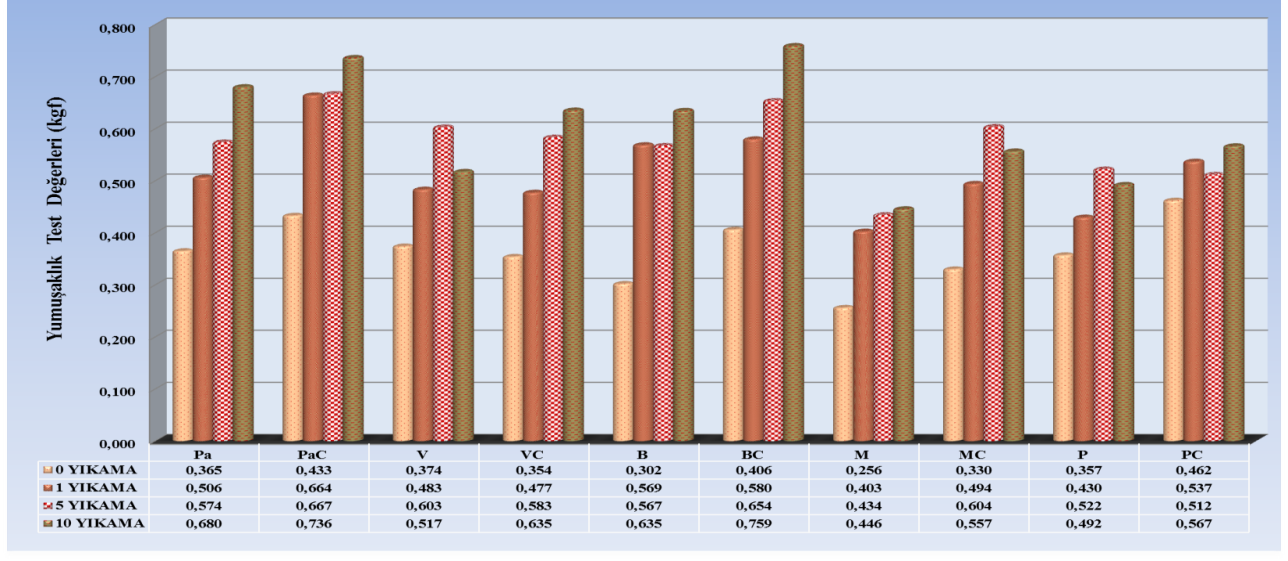 0,800
0,700
0,600
0,500
0,400
0,300
0,200
0,100
0,000
Yumuşaklık Test Değerleri (kgf)
Pa PaC V VC B BC M MC P PC
0 YIKAMA 0,365 0,433 0,374 0,354 0,302 0,406 0,256 0,330 0,357 0,462
1 YIKAMA 0,506 0,664 0,483 0,477 0,569 0,580 0,403 0,494 0,430 0,537
5 YIKAMA 0,574 0,667 0,603 0,583 0,567 0,654 0,434 0,604 0,522 0,512
10 YIKAMA 0,680 0,736 0,517 0,635 0,635 0,759 0,446 0,557 0,492 0,567